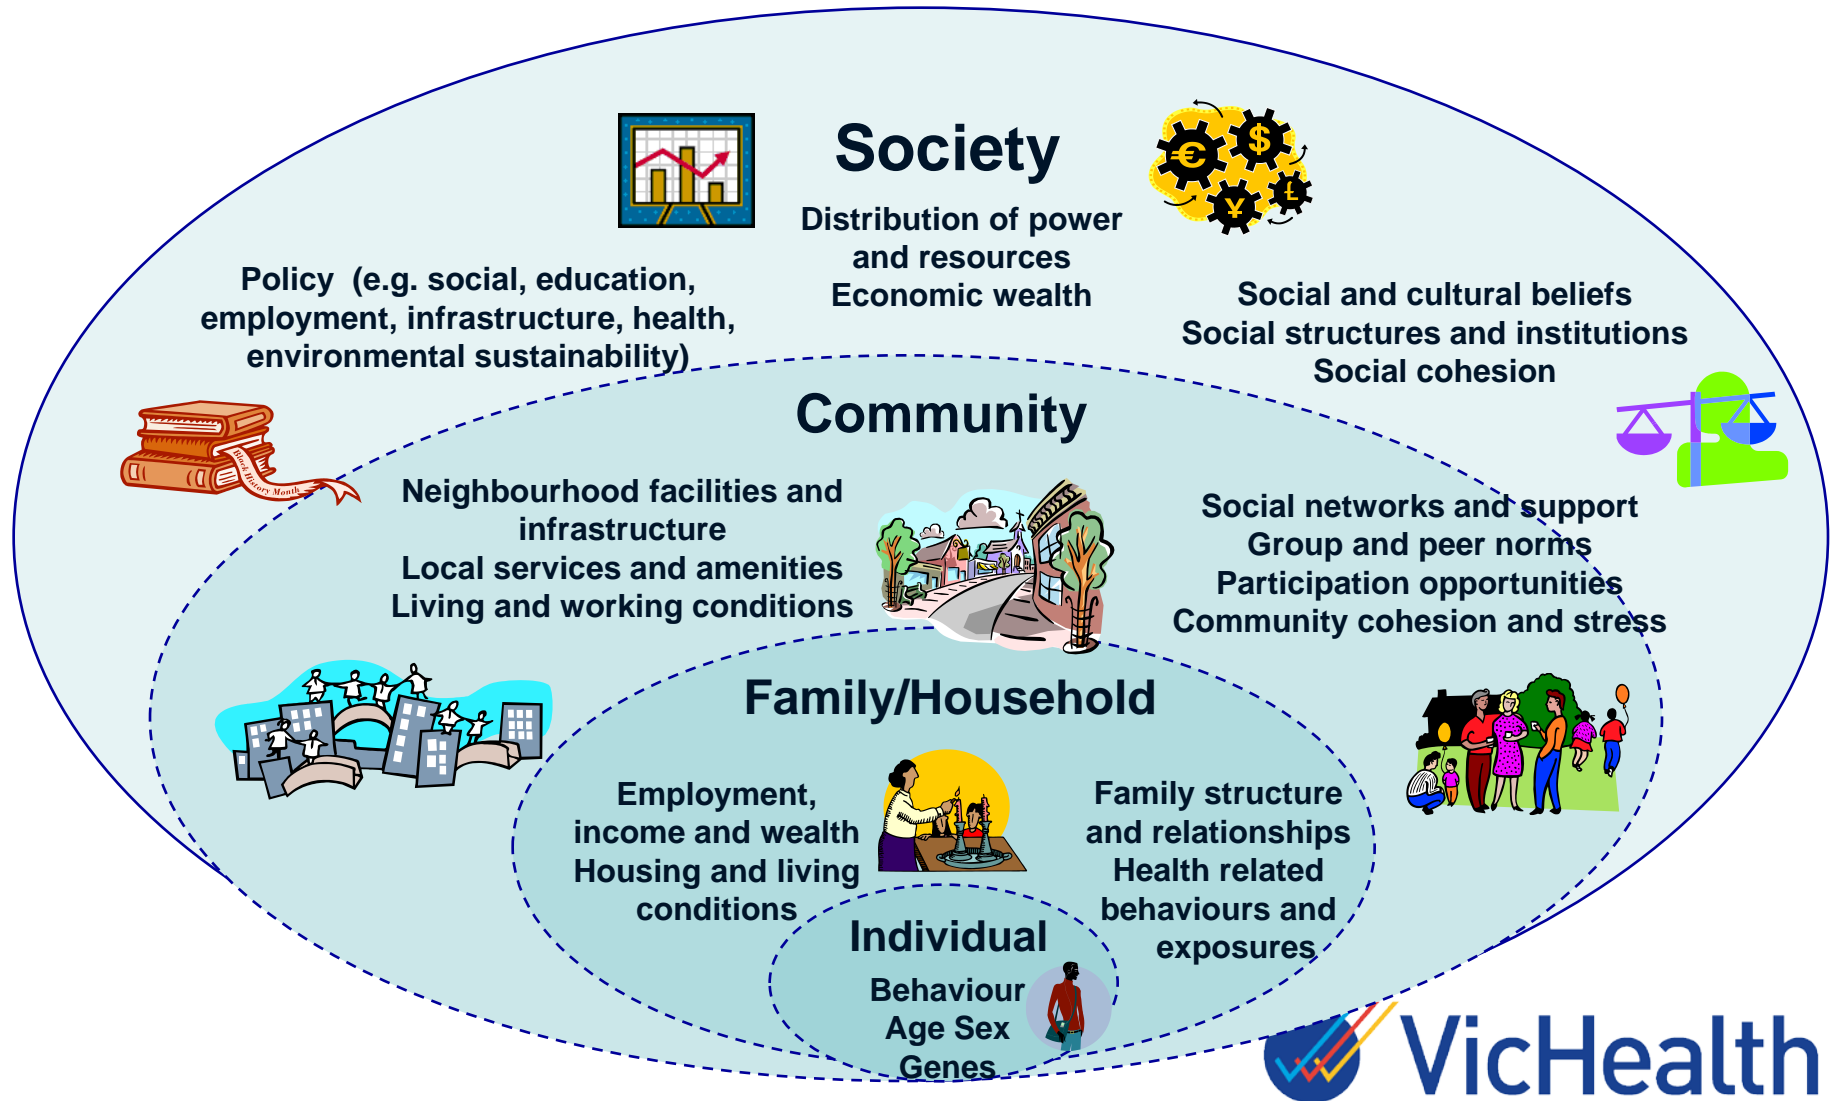 Society
€
$
¥
£
Distribution of power
and resources
Economic wealth
Policy (e.g. social, education,
employment, infrastructure, health,
environmental sustainability)
Social and cultural beliefs
Social structures and institutions
Social cohesion
Black History Month
Community
Neighbourhood facilities and
infrastructure
Local services and amenities
Living and working conditions
Social networks and support
Group and peer norms
Participation opportunities
Community cohesion and stress
Family/Household
Employment,
income and wealth
Housing and living
conditions
Family structure
and relationships
Health related
behaviours and
exposures
Individual
Behaviour
Age Sex
Genes
VicHealth